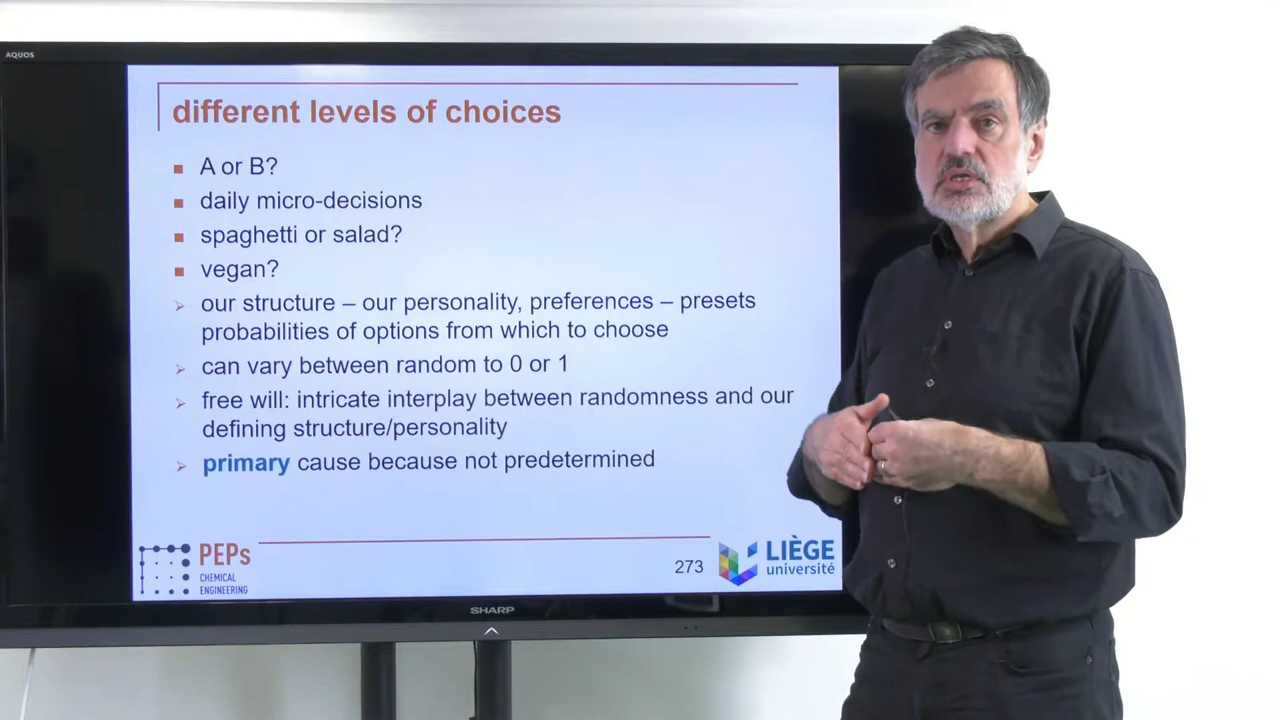 AQUOS
different levels of choices
A or B?
daily micro-decisions
spaghetti or salad?
vegan?
our structure – our personality, preferences – presets
probabilities of options from which to choose
can vary between random to 0 or 1
free will: intricate interplay between randomness and our
defining structure/personality
primary cause because not predetermined
PEPs
CHEMICAL
ENGINEERING
273
LIÈGE
université
SHARP